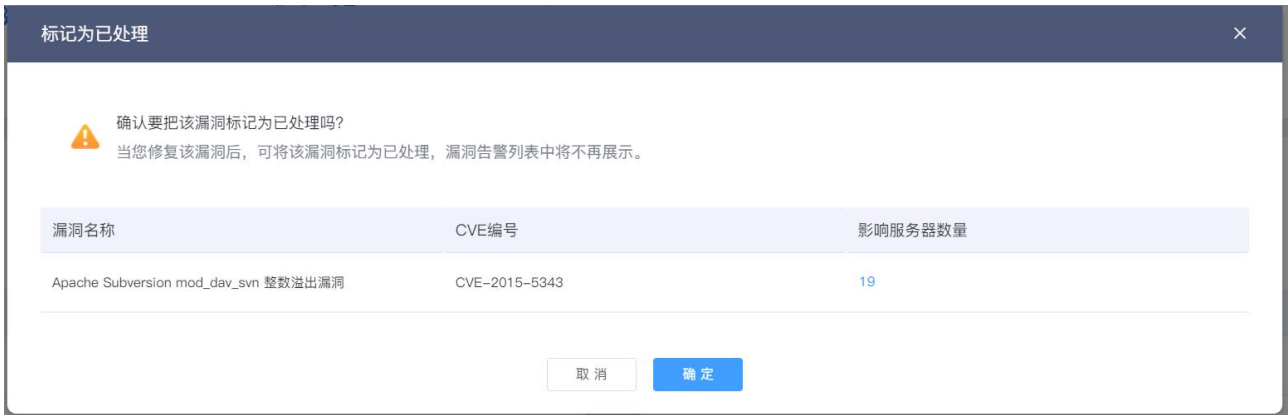 标记为已处理
确认要把该漏洞标记为已处理吗?
当您修复该漏洞后，可将该漏洞标记为已处理，漏洞告警列表中将不再展示。
漏洞名称 CVE编号 影响服务器数量
Apache Subversion mod_dav_svn 整数溢出漏洞 CVE-2015-5343 19
取消 确定